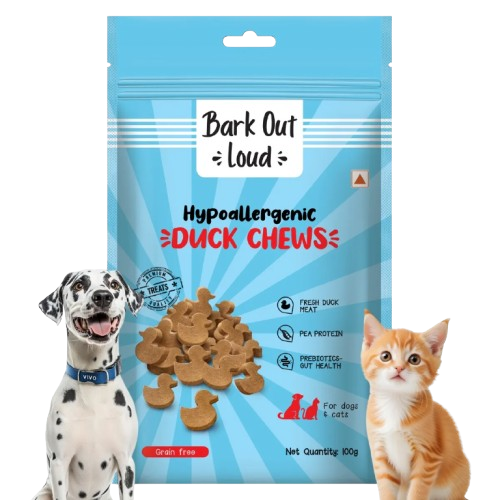 Bark Out
Loud
Hypoallergenic
DUCK CHEWS
PREMIUM
TREATS
FRESH DUCK
MEAT
PEA PROTEIN
PREBIOTICS-
GUT HEALTH
For dogs
& cats
Grain free
Net Quantity: 100g
VIVO